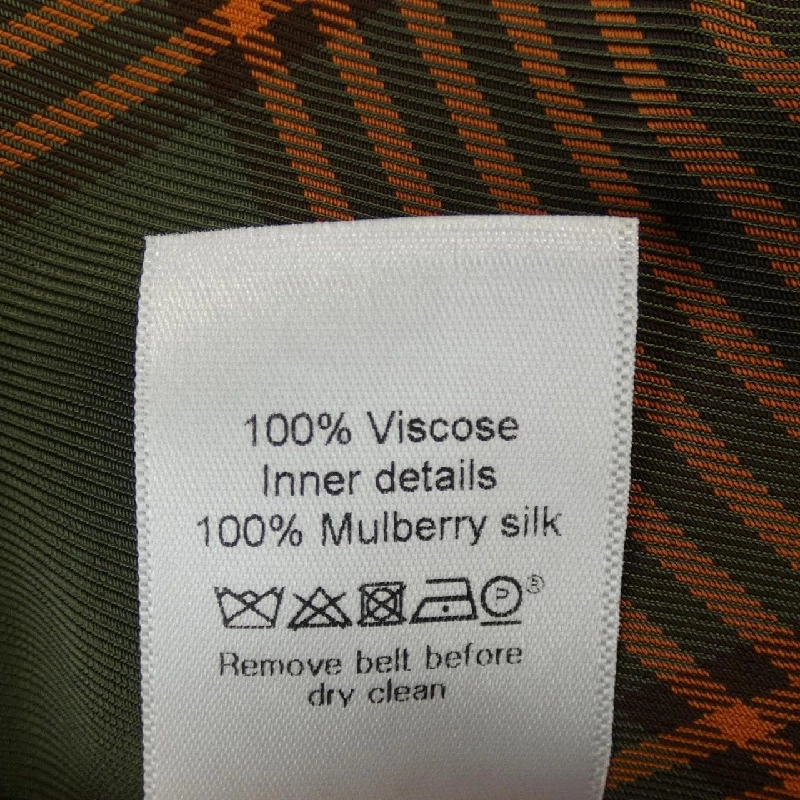 100% Viscose
Inner details
100% Mulberry silk
P
Remove belt before
dry clean